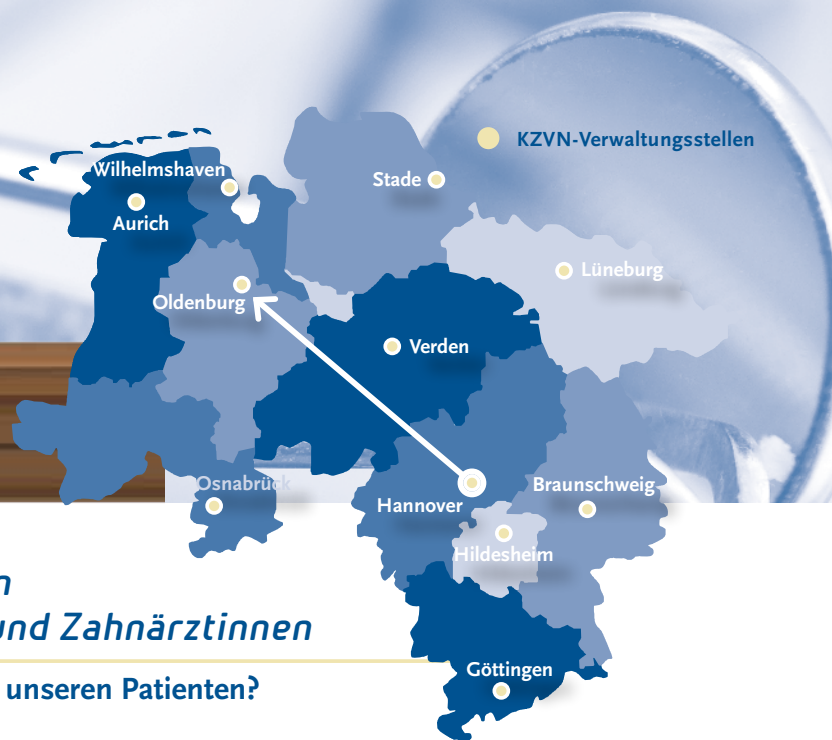 KZVN-Verwaltungsstellen
Wilhelmshaven
Stade
Aurich
Lüneburg
Oldenburg
Verden
Osnabrück
Braunschweig
Hannover
Hildesheim
n
und Zahnärztinnen
Göttingen
unseren Patienten?